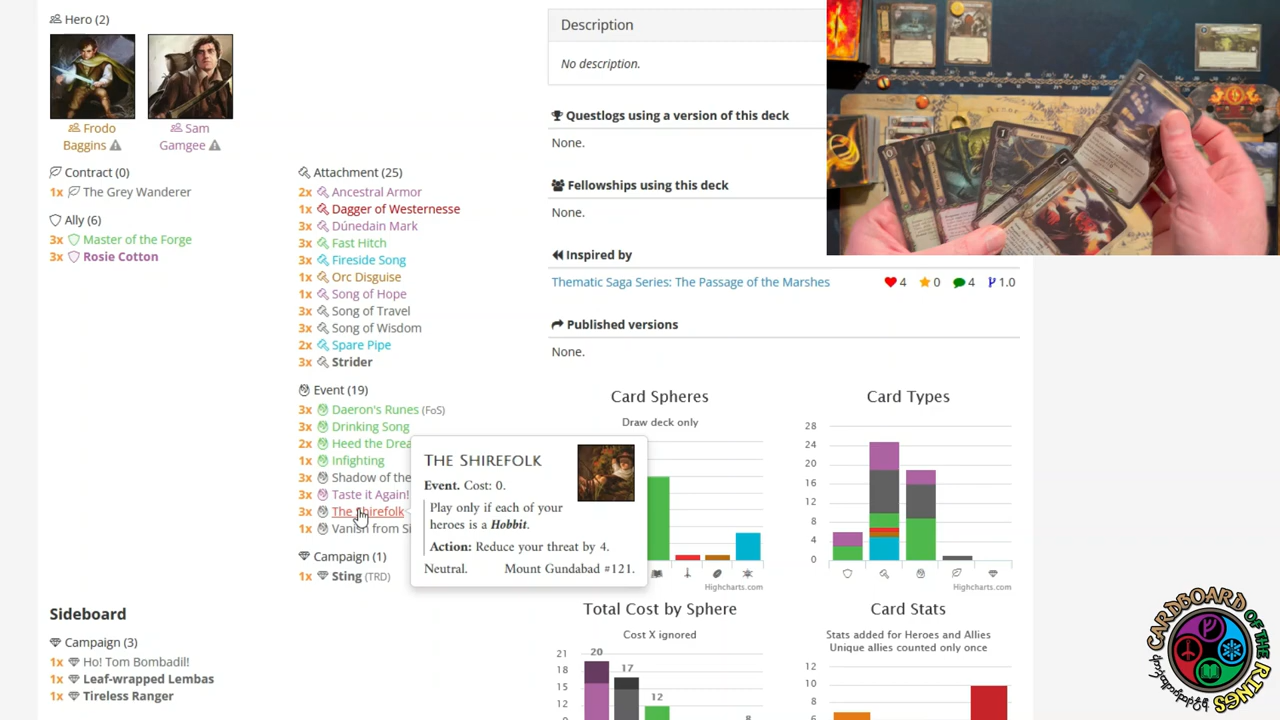 Hero (2)
Frodo
Baggins
Sam
Gamgee
Contract (0)
1x The Grey Wanderer
Ally (6)
3x Master of the Forge
3x Rosie Cotton
Attachment (25)
2x Ancestral Armor
1x Dagger of Westernesse
3x Dúnedain Mark
3x Fast Hitch
3x Fireside Song
1x Orc Disguise
1x Song of Hope
3x Song of Travel
3x Song of Wisdom
2x Spare Pipe
3x Strider
Event (19)
3x Daeron's Runes (FoS)
3x Drinking Song
2x Heed the Drea
1x Infighting
3x Shadow of the
3x Taste it Again!
3x The Shirefolk
1x Vanish from Si
Campaign (1)
1x Sting (TRD)
THE SHIREFOLK
Event. Cost: 0.
Play only if each of your
heroes is a Hobbit.
Action: Reduce your threat by 4.
Neutral. Mount Gundabad #121.
Sideboard
Campaign (3)
1x Ho! Tom Bombadil!
1x Leaf-wrapped Lembas
1x Tireless Ranger
Description
No description.
Questlogs using a version of this deck
None.
Fellowships using this deck
None.
Inspired by
Thematic Saga Series: The Passage of the Marshes 4 0 4 1.0
Published versions
None.
Card Spheres
Draw deck only
Highcharts.com
Card Types
28
24
20
16
12
8
4
0
Highcharts.com
Total Cost by Sphere
Cost X ignored
21
18
15
12
9
20
17
12
8
Card Stats
Stats added for Heroes and Allies
Unique allies counted only once
12
10
8
6
CARDBOARD OF THE RINGS